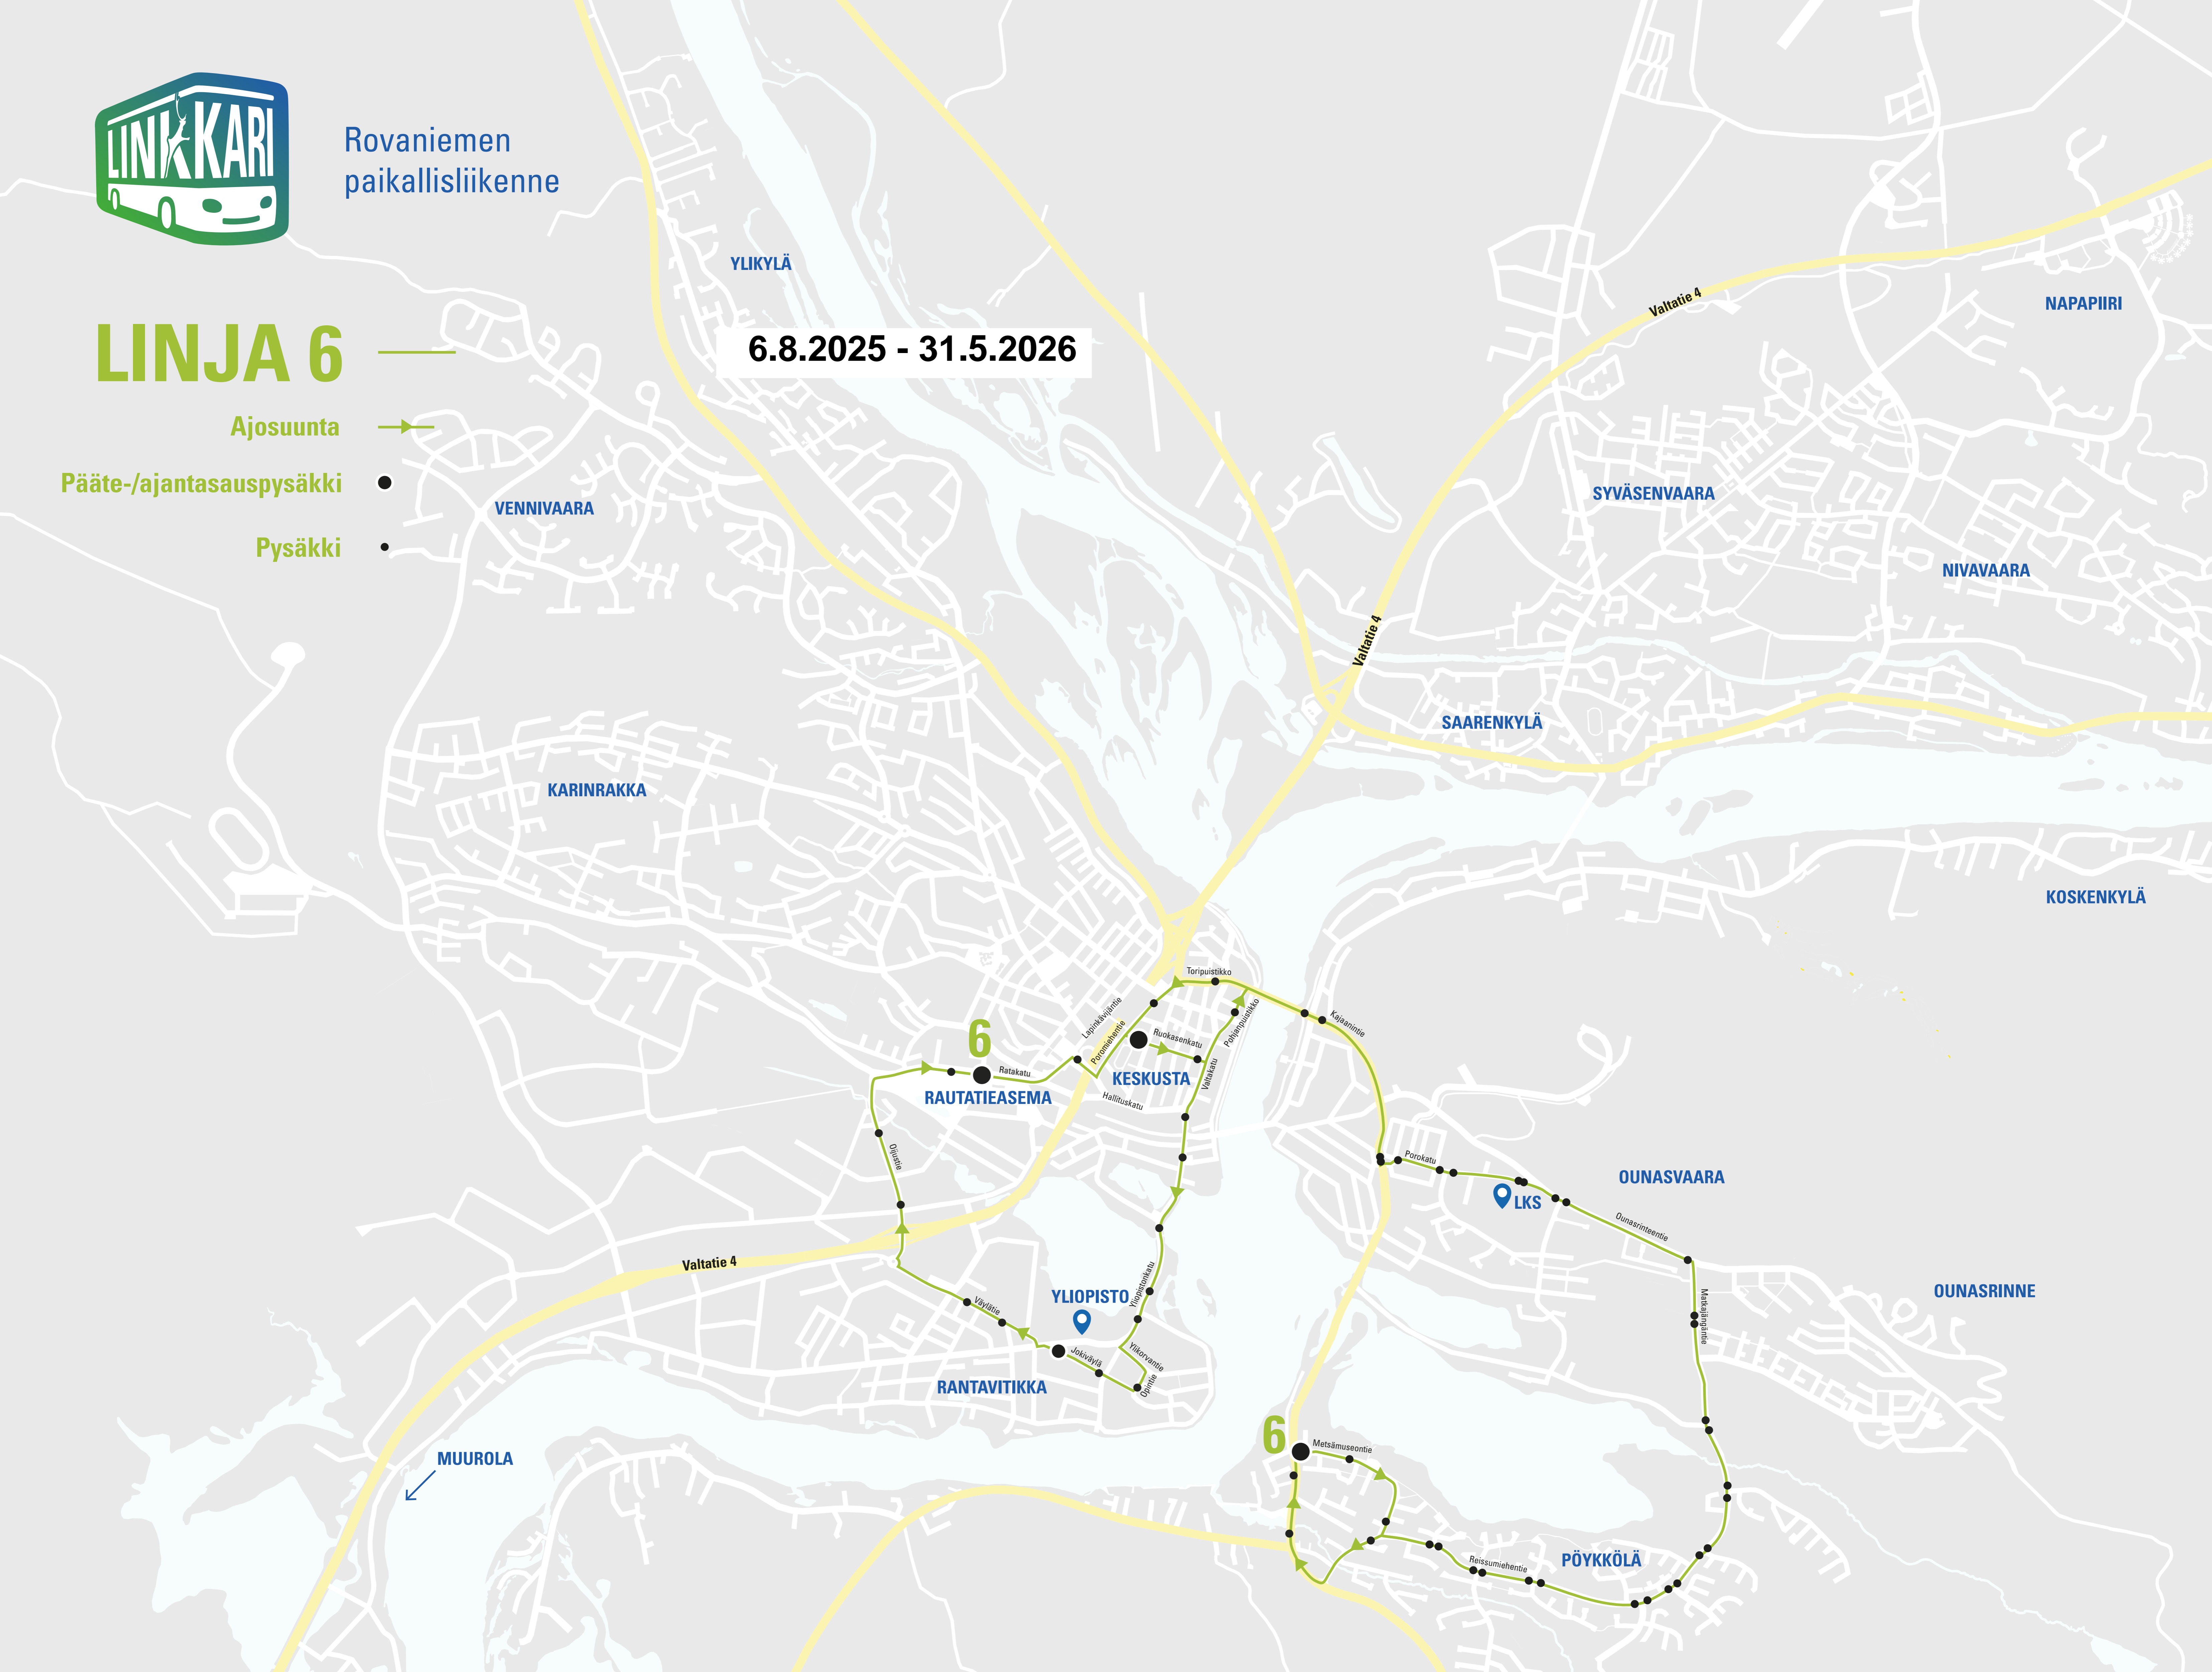 LINKKARI
Rovaniemen
paikallisliikenne
LINJA 6
6.8.2025 - 31.5.2026
Ajosuunta
Pääte-/ajantasauspysäkki
Pysäkki
YLIKYLÄ
NAPAPIIRI
Valtatie 4
VENNIVAARA
SYVÄSENVAARA
NIVAVAARA
Valtatie 4
SAARENKYLÄ
KARINRAKKA
KOSKENKYLÄ
Toripuistikko
Lapinkävijäntie
Poromiehentie
Pohjanpuistikko
Kajaanintie
6
Ruokasenkatu
Ratakatu
KESKUSTA
Valtakatu
RAUTATIEASEMA
Hallituskatu
Oijustie
Porokatu
OUNASVAARA
LKS
Ounasrinteentie
Valtatie 4
YLIOPISTO
Yliopistonkatu
OUNASRINNE
Väylätie
Matkajängäntie
Jokiväylä
Ylikorvantie
Opintie
RANTAVITIKKA
6
Metsämuseontie
MUUROLA
Reissumiehentie
PÖYKKÖLÄ